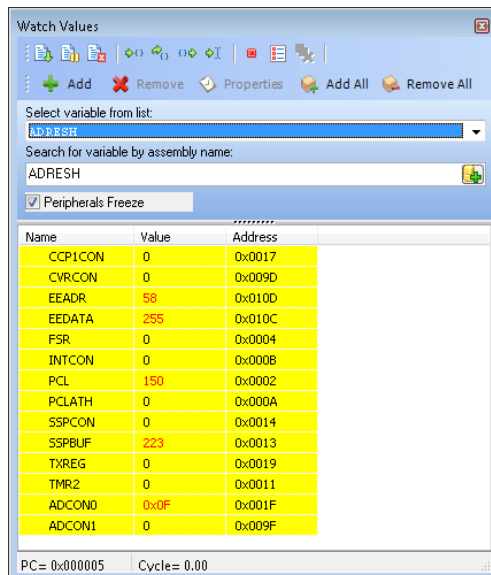 Watch Values
Add Remove Properties Add All Remove All
Select variable from list:
ADRESH
Search for variable by assembly name:
ADRESH
Peripherals Freeze
Name Value Address
CCP1CON 0 0x0017
CVRCON 0 0x009D
EEADR 58 0x010D
EEDATA 255 0x010C
FSR 0 0x0004
INTCON 0 0x000B
PCL 150 0x0002
PCLATH 0 0x000A
SSPCON 0 0x0014
SSPBUF 223 0x0013
TXREG 0 0x0019
TMR2 0 0x0011
ADCON0 0x0F 0x001F
ADCON1 0 0x009F
PC= 0x000005 Cycle= 0.00